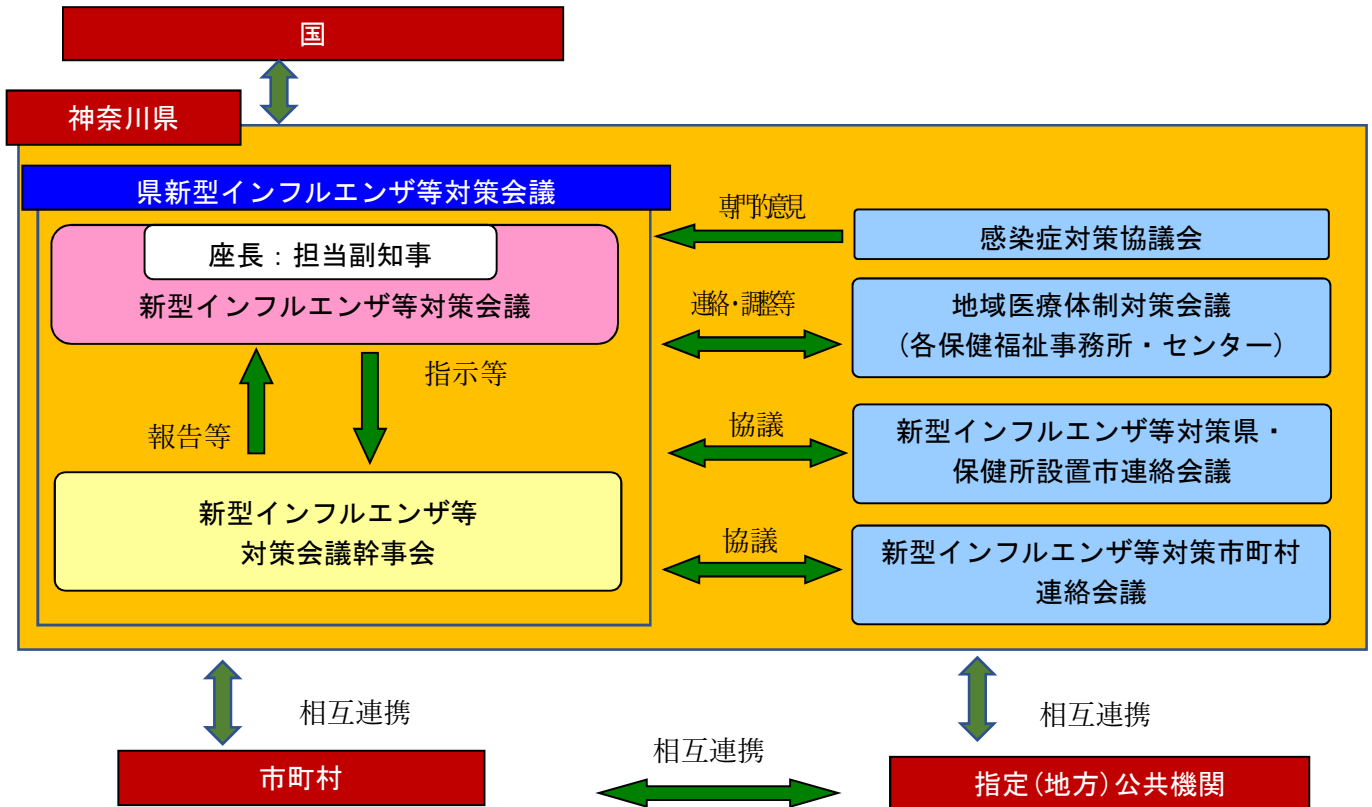 国
神奈川県
県新型インフルエンザ等対策会議
座長：担当副知事
新型インフルエンザ等対策会議
報告等
指示等
新型インフルエンザ等
対策会議幹事会
専門的意見
感染症対策協議会
連絡・調整等
地域医療体制対策会議
（各保健福祉事務所・センター）
協議
新型インフルエンザ等対策県・
保健所設置市連絡会議
協議
新型インフルエンザ等対策市町村
連絡会議
相互連携
相互連携
市町村
相互連携
指定(地方)公共機関